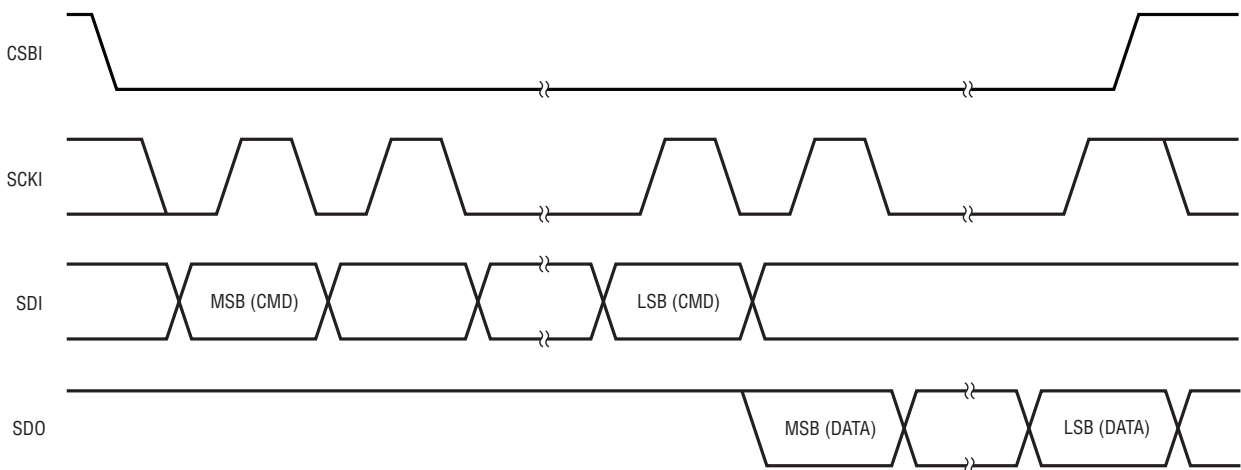 CSBI
SCKI
SDI
MSB (CMD)
LSB (CMD)
SDO
MSB (DATA)
LSB (DATA)